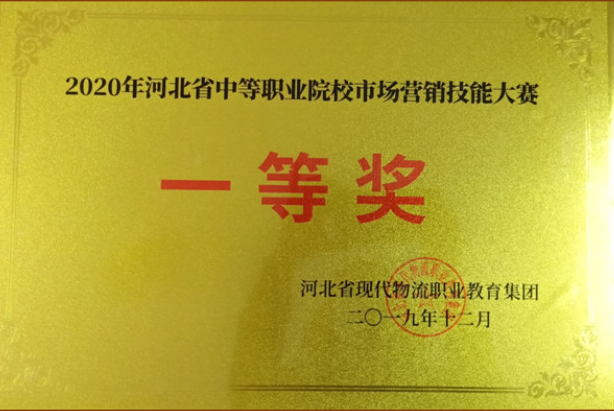 2020年河北省中等职业院校市场营销技能大赛
一等奖
河北省现代物流职业教育集团
二〇一九年十二月